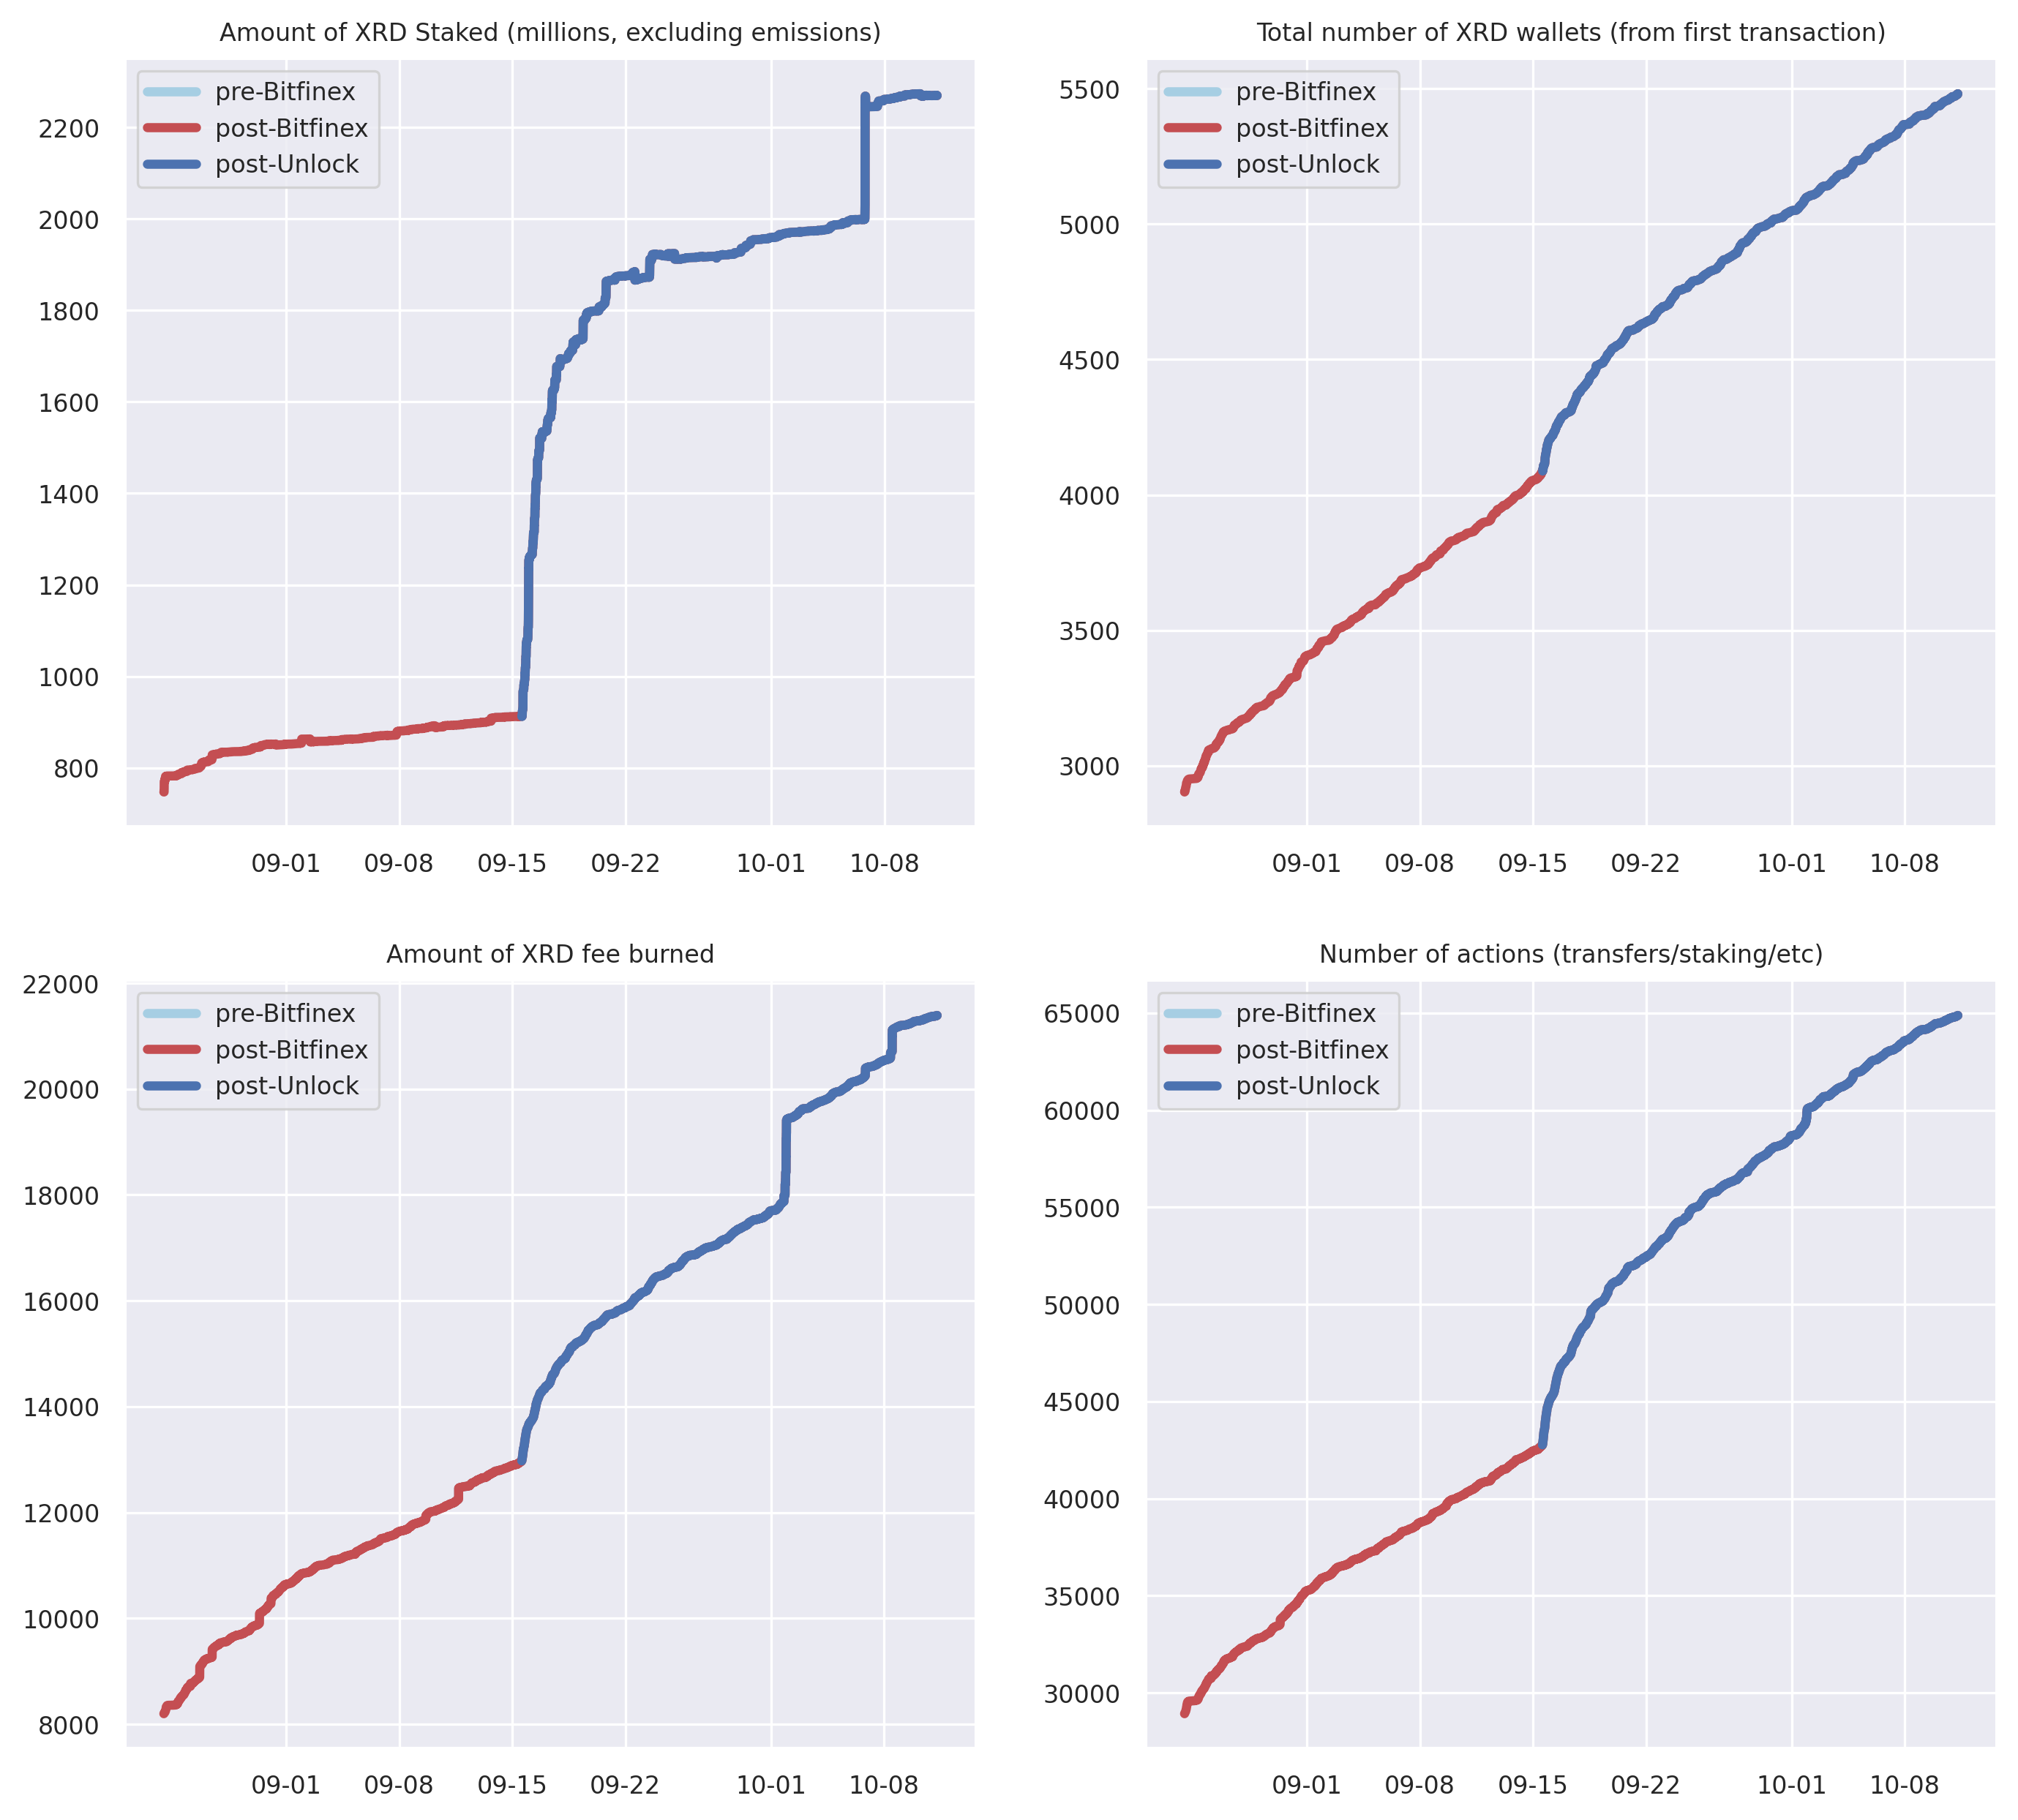 Amount of XRD Staked (millions, excluding emissions)
pre-Bitfinex
post-Bitfinex
post-Unlock
2200
2000
1800
1600
1400
1200
1000
800
09-01 09-08 09-15 09-22 10-01 10-08
Total number of XRD wallets (from first transaction)
pre-Bitfinex
post-Bitfinex
post-Unlock
5500
5000
4500
4000
3500
3000
09-01 09-08 09-15 09-22 10-01 10-08
Amount of XRD fee burned
pre-Bitfinex
post-Bitfinex
post-Unlock
22000
20000
18000
16000
14000
12000
10000
8000
09-01 09-08 09-15 09-22 10-01 10-08
Number of actions (transfers/staking/etc)
pre-Bitfinex
post-Bitfinex
post-Unlock
65000
60000
55000
50000
45000
40000
35000
30000
09-01 09-08 09-15 09-22 10-01 10-08